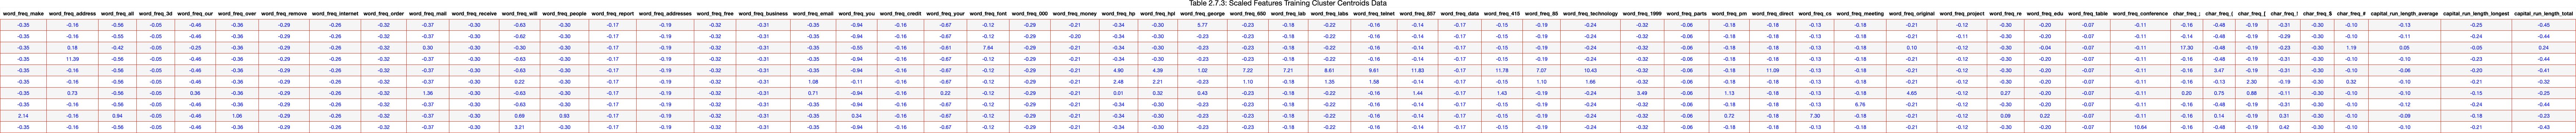 Table 2.7.3: Scaled Features Training Cluster Centroids Data
word_freq_make word_freq_address word_freq_all word_freq_3d word_freq_our word_freq_over word_freq_remove word_freq_internet word_freq_order word_freq_mail word_freq_receive word_freq_will word_freq_people word_freq_report word_freq_addresses word_freq_free word_freq_business word_freq_email word_freq_you word_freq_credit word_freq_your word_freq_font word_freq_000 word_freq_money word_freq_hp word_freq_hpl word_freq_george word_freq_650 word_freq_lab word_freq_labs word_freq_telnet word_freq_857 word_freq_data word_freq_415 word_freq_85 word_freq_technology word_freq_1999 word_freq_parts word_freq_pm word_freq_direct word_freq_cs word_freq_meeting word_freq_original word_freq_project word_freq_re word_freq_edu word_freq_table word_freq_conference char_freq_; char_freq_( char_freq_[ char_freq_! char_freq_$ char_freq_# capital_run_length_average capital_run_length_longest capital_run_length_total
-0.35 -0.16 -0.56 -0.05 -0.46 -0.36 -0.29 -0.26 -0.32 -0.37 -0.30 -0.63 -0.30 -0.17 -0.19 -0.32 -0.31 -0.35 -0.94 -0.16 -0.67 -0.12 -0.29 -0.21 -0.34 -0.30 5.77 -0.23 -0.18 -0.22 -0.16 -0.14 -0.17 -0.15 -0.19 -0.24 -0.32 -0.06 -0.18 -0.18 -0.13 -0.18 -0.21 -0.12 -0.30 -0.20 -0.07 -0.11 -0.16 -0.48 -0.19 -0.31 -0.30 -0.10 -0.13 -0.25 -0.45
-0.35 -0.16 -0.55 -0.05 -0.46 -0.36 -0.29 -0.26 -0.32 -0.37 -0.30 -0.62 -0.30 -0.17 -0.19 -0.32 -0.31 -0.35 -0.94 -0.16 -0.67 -0.12 -0.29 -0.20 -0.34 -0.30 -0.23 -0.23 -0.18 -0.22 -0.16 -0.14 -0.17 -0.15 -0.19 -0.24 -0.32 -0.06 -0.18 -0.18 -0.13 -0.18 -0.21 -0.11 -0.30 -0.20 -0.07 -0.11 -0.14 -0.48 -0.19 -0.29 -0.30 -0.10 -0.11 -0.24 -0.44
-0.35 0.18 -0.42 -0.05 -0.25 -0.36 -0.29 -0.26 -0.32 0.30 -0.30 -0.63 -0.30 -0.17 -0.19 -0.32 -0.31 -0.35 -0.55 -0.16 -0.61 7.64 -0.29 -0.21 -0.34 -0.30 -0.23 -0.23 -0.18 -0.22 -0.16 -0.14 -0.17 -0.15 -0.19 -0.24 -0.32 -0.06 -0.18 -0.18 -0.13 -0.18 0.10 -0.12 -0.30 -0.04 -0.07 -0.11 17.30 -0.48 -0.19 -0.23 -0.30 1.19 0.05 -0.05 0.24
-0.35 11.39 -0.56 -0.05 -0.46 -0.36 -0.29 -0.26 -0.32 -0.37 -0.30 -0.63 -0.30 -0.17 -0.19 -0.32 -0.31 -0.35 -0.94 -0.16 -0.67 -0.12 -0.29 -0.21 -0.34 -0.30 -0.23 -0.23 -0.18 -0.22 -0.16 -0.14 -0.17 -0.15 -0.19 -0.24 -0.32 -0.06 -0.18 -0.18 -0.13 -0.18 -0.21 -0.12 -0.30 -0.20 -0.07 -0.11 -0.16 -0.48 -0.19 -0.31 -0.30 -0.10 -0.10 -0.23 -0.44
-0.35 -0.16 -0.56 -0.05 -0.46 -0.36 -0.29 -0.26 -0.32 -0.37 -0.30 -0.63 -0.30 -0.17 -0.19 -0.32 -0.31 -0.35 -0.94 -0.16 -0.67 -0.12 -0.29 -0.21 4.90 4.39 1.02 7.22 7.21 8.61 9.61 11.83 -0.17 11.78 7.07 10.43 -0.32 -0.06 -0.18 11.09 -0.13 -0.18 -0.21 -0.12 -0.30 -0.20 -0.07 -0.11 -0.16 3.47 -0.19 -0.31 -0.30 -0.10 -0.06 -0.20 -0.41
-0.35 -0.16 -0.56 -0.05 -0.46 -0.36 -0.29 -0.26 -0.32 -0.37 -0.30 0.22 -0.30 -0.17 -0.19 -0.32 -0.31 1.08 -0.11 -0.16 -0.67 -0.12 -0.29 -0.21 2.48 2.21 -0.23 1.10 -0.18 1.35 1.58 -0.14 -0.17 -0.15 1.10 1.66 -0.32 -0.06 -0.18 -0.18 -0.13 -0.18 -0.21 -0.12 -0.30 -0.20 -0.07 -0.11 -0.16 -0.13 2.30 -0.19 0.32 -0.10 -0.10 -0.21 -0.32
-0.35 0.73 -0.56 -0.05 0.36 -0.36 -0.29 -0.26 -0.32 1.36 -0.30 -0.63 -0.30 -0.17 -0.19 -0.32 -0.31 0.71 -0.94 -0.16 0.22 -0.12 -0.29 -0.21 0.01 0.32 0.43 -0.23 -0.18 -0.22 -0.16 1.44 -0.17 1.43 -0.19 -0.24 3.49 -0.06 1.13 -0.18 -0.13 -0.18 4.65 -0.12 0.27 -0.20 -0.07 -0.11 0.20 0.75 0.88 -0.11 -0.30 -0.10 -0.10 -0.15 -0.25
-0.35 -0.16 -0.56 -0.05 -0.46 -0.36 -0.29 -0.26 -0.32 -0.37 -0.30 -0.63 -0.30 -0.17 -0.19 -0.32 -0.31 -0.35 -0.94 -0.16 -0.67 -0.12 -0.29 -0.21 -0.34 -0.30 -0.23 -0.23 -0.18 -0.22 -0.16 -0.14 -0.17 -0.15 -0.19 -0.24 -0.32 -0.06 -0.18 -0.18 -0.13 6.76 -0.21 -0.12 -0.30 -0.20 -0.07 -0.11 -0.16 -0.48 -0.19 -0.31 -0.30 -0.10 -0.12 -0.24 -0.44
2.14 -0.16 0.84 -0.05 -0.46 1.06 -0.29 -0.26 -0.32 -0.37 -0.30 0.69 0.93 -0.17 -0.19 -0.32 -0.31 -0.35 0.34 -0.16 -0.67 -0.12 -0.29 -0.21 -0.34 -0.30 -0.23 -0.23 -0.18 -0.22 -0.16 -0.14 -0.17 -0.15 -0.19 -0.24 -0.32 -0.06 0.72 -0.18 7.30 -0.18 -0.21 -0.12 0.09 0.22 -0.07 -0.11 -0.16 0.14 -0.19 0.31 -0.30 -0.10 -0.09 -0.18 -0.23
-0.35 -0.16 -0.56 -0.05 -0.46 -0.36 -0.29 -0.26 -0.32 -0.37 -0.30 3.21 -0.30 -0.17 -0.19 -0.32 -0.31 -0.35 -0.94 -0.16 -0.67 -0.12 -0.29 -0.21 -0.34 -0.30 -0.23 -0.23 -0.18 -0.22 -0.16 -0.14 -0.17 -0.15 -0.19 -0.24 -0.32 -0.06 -0.18 -0.18 -0.13 -0.18 -0.21 -0.12 -0.30 -0.20 -0.07 10.64 -0.16 -0.48 -0.19 0.42 -0.30 -0.10 -0.10 -0.21 -0.43